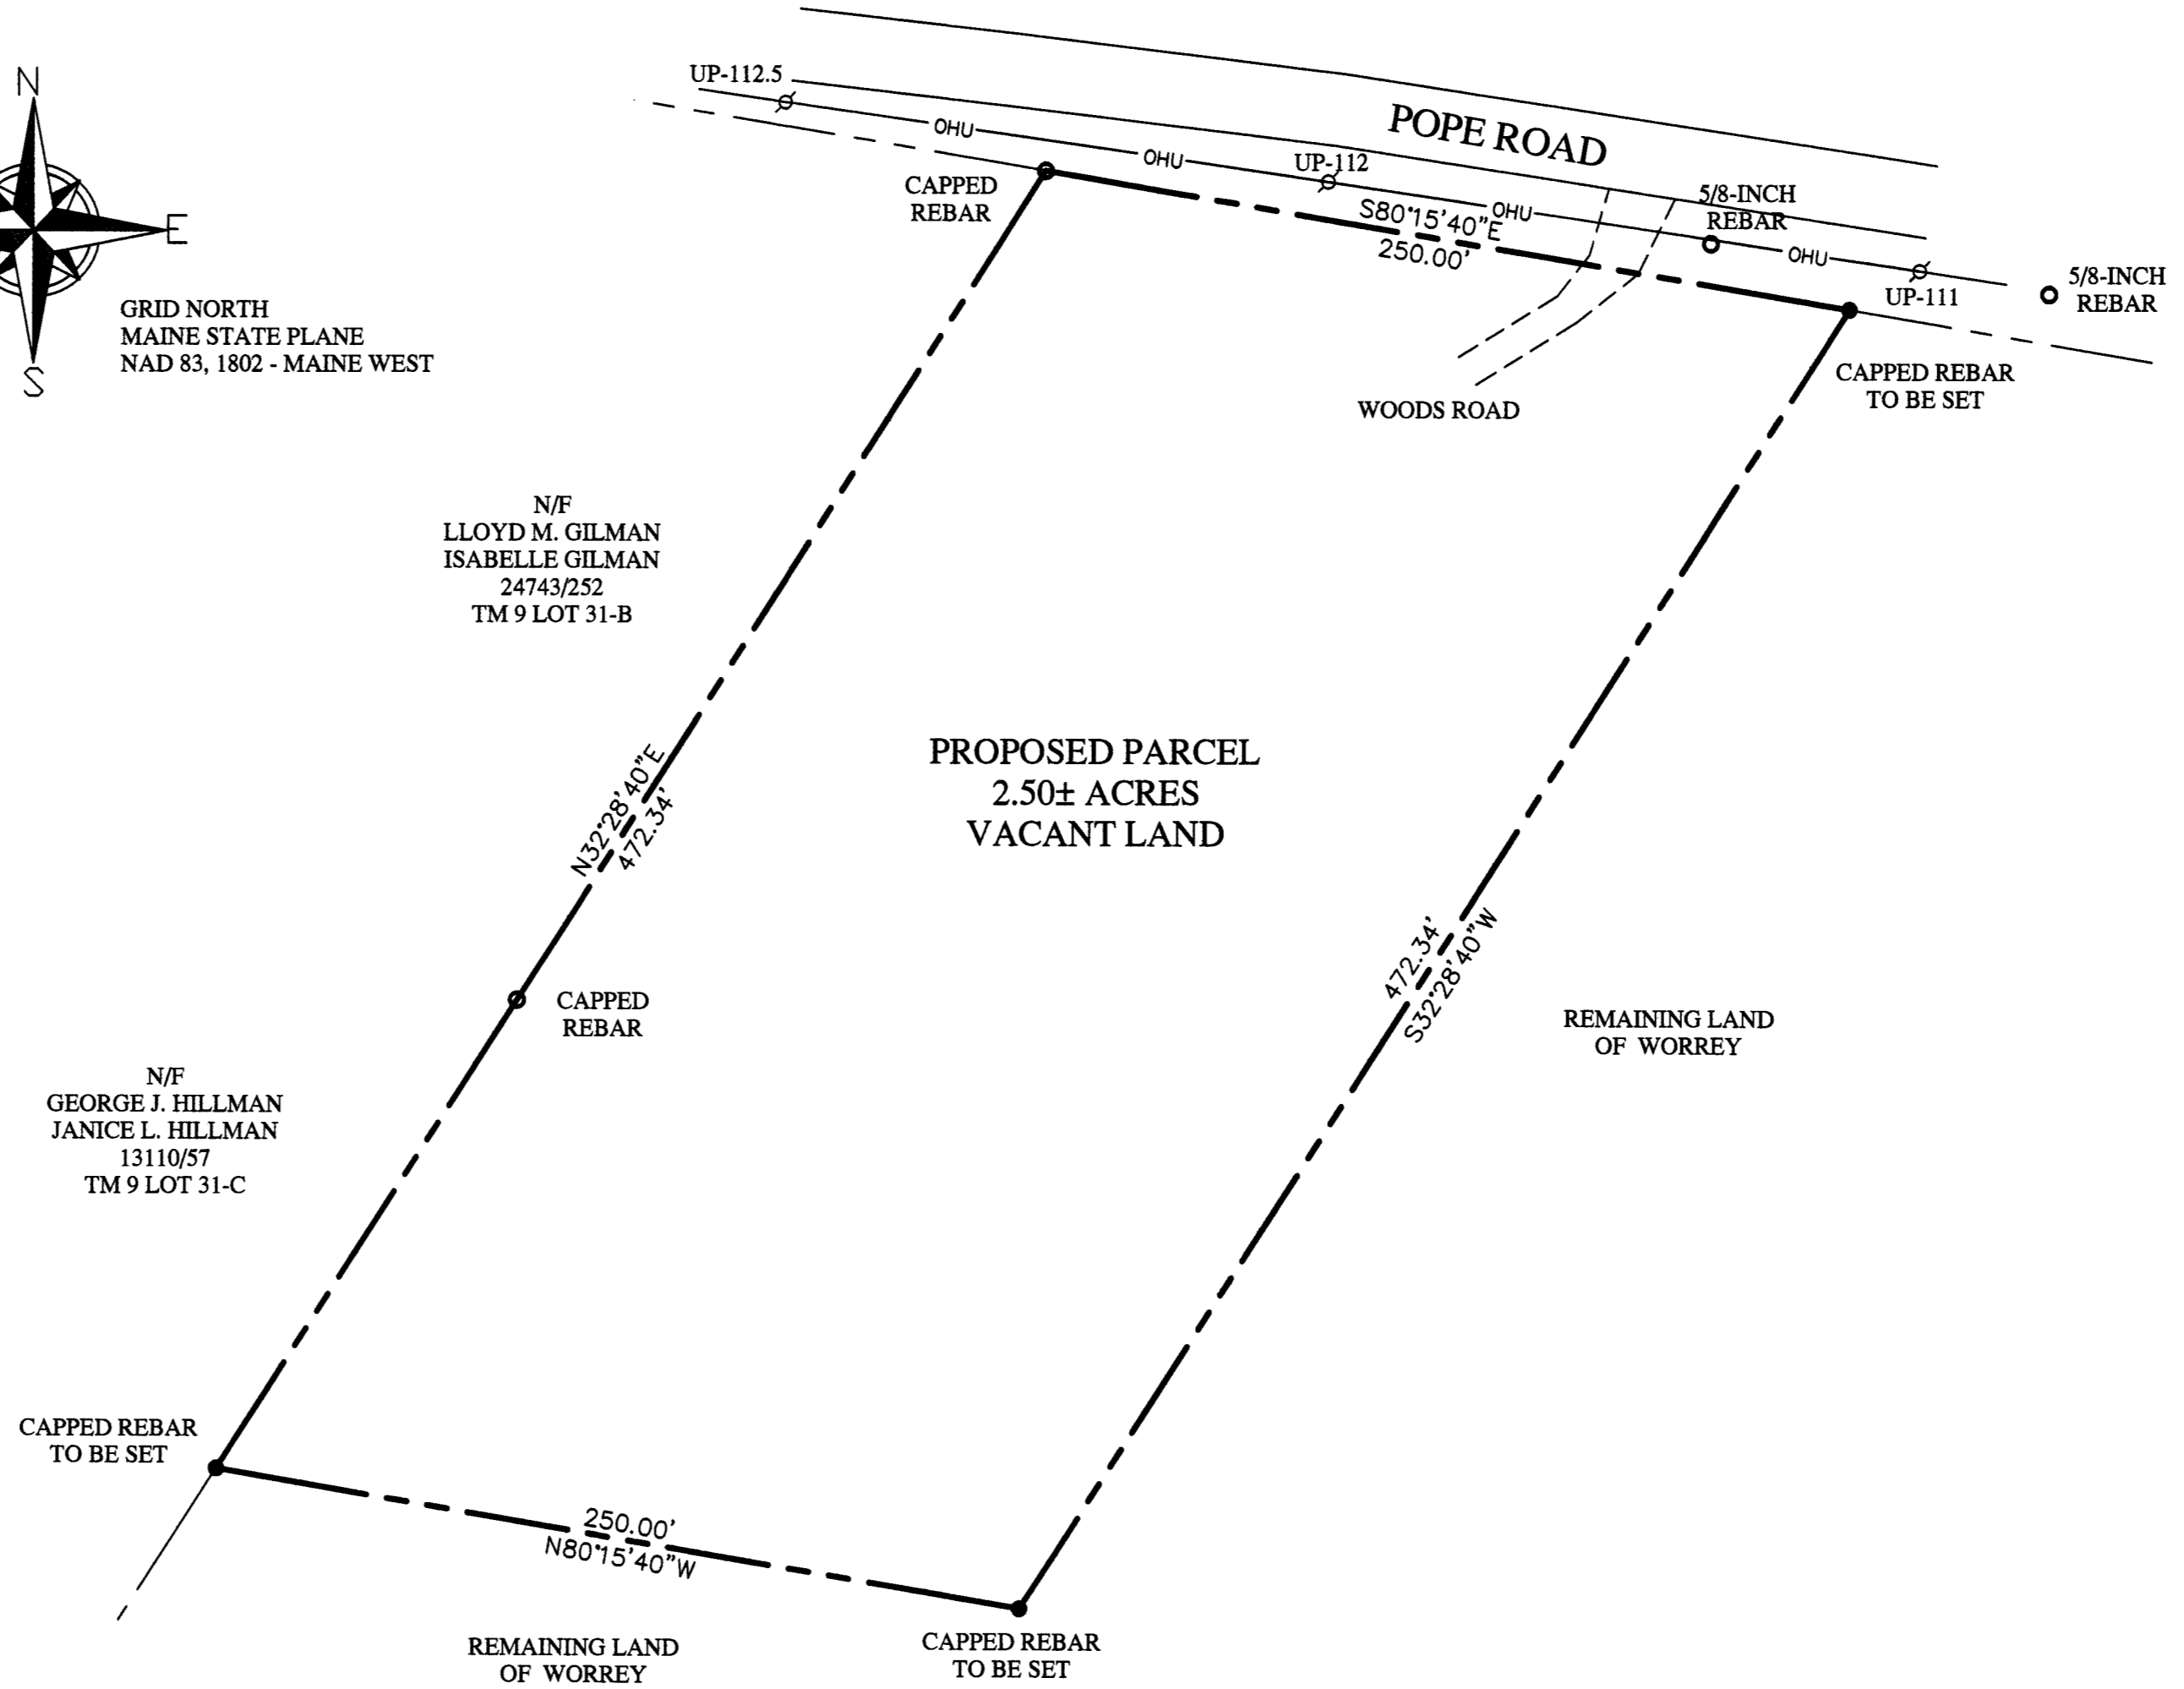 N
E
S
GRID NORTH
MAINE STATE PLANE
NAD 83, 1802 - MAINE WEST
UP-112.5
OHU
OHU
UP-112
POPE ROAD
OHU
5/8-INCH
REBAR
OHU
UP-111
5/8-INCH
REBAR
CAPPED
REBAR
S80°15'40"E
250.00'
CAPPED REBAR
TO BE SET
WOODS ROAD
N/F
LLOYD M. GILMAN
ISABELLE GILMAN
24743/252
TM 9 LOT 31-B
N32°28'40"E
472.34'
PROPOSED PARCEL
2.50± ACRES
VACANT LAND
472.34'
S32°28'40"W
CAPPED
REBAR
REMAINING LAND
OF WORREY
N/F
GEORGE J. HILLMAN
JANICE L. HILLMAN
13110/57
TM 9 LOT 31-C
CAPPED REBAR
TO BE SET
250.00'
N80°15'40"W
REMAINING LAND
OF WORREY
CAPPED REBAR
TO BE SET